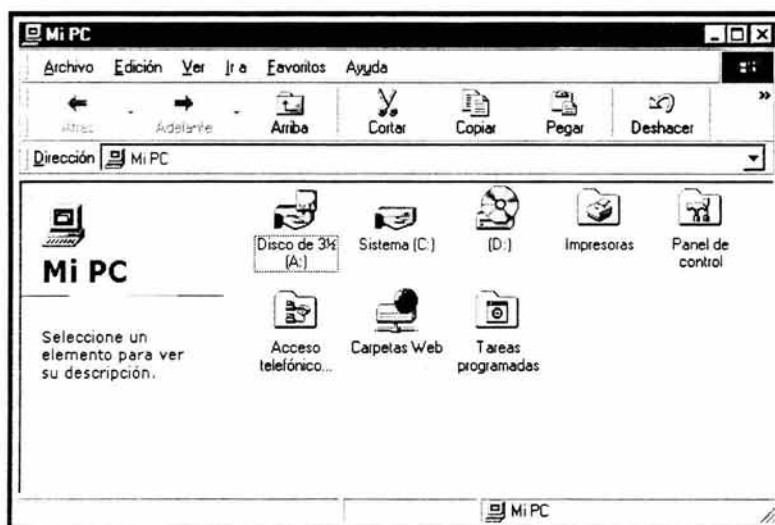 Mi PC
Archivo Edición Ver Ir a Favoritos Ayuda
Atrás Adelante Arriba Cortar Copiar Pegar Deshacer »
Dirección Mi PC
Mi PC
Seleccione un
elemento para ver
su descripción.
Disco de 3½
(A:)
Sistema (C:)
(D:)
Impresoras
Panel de
control
Acceso
telefónico...
Carpetas Web
Tareas
programadas
Mi PC